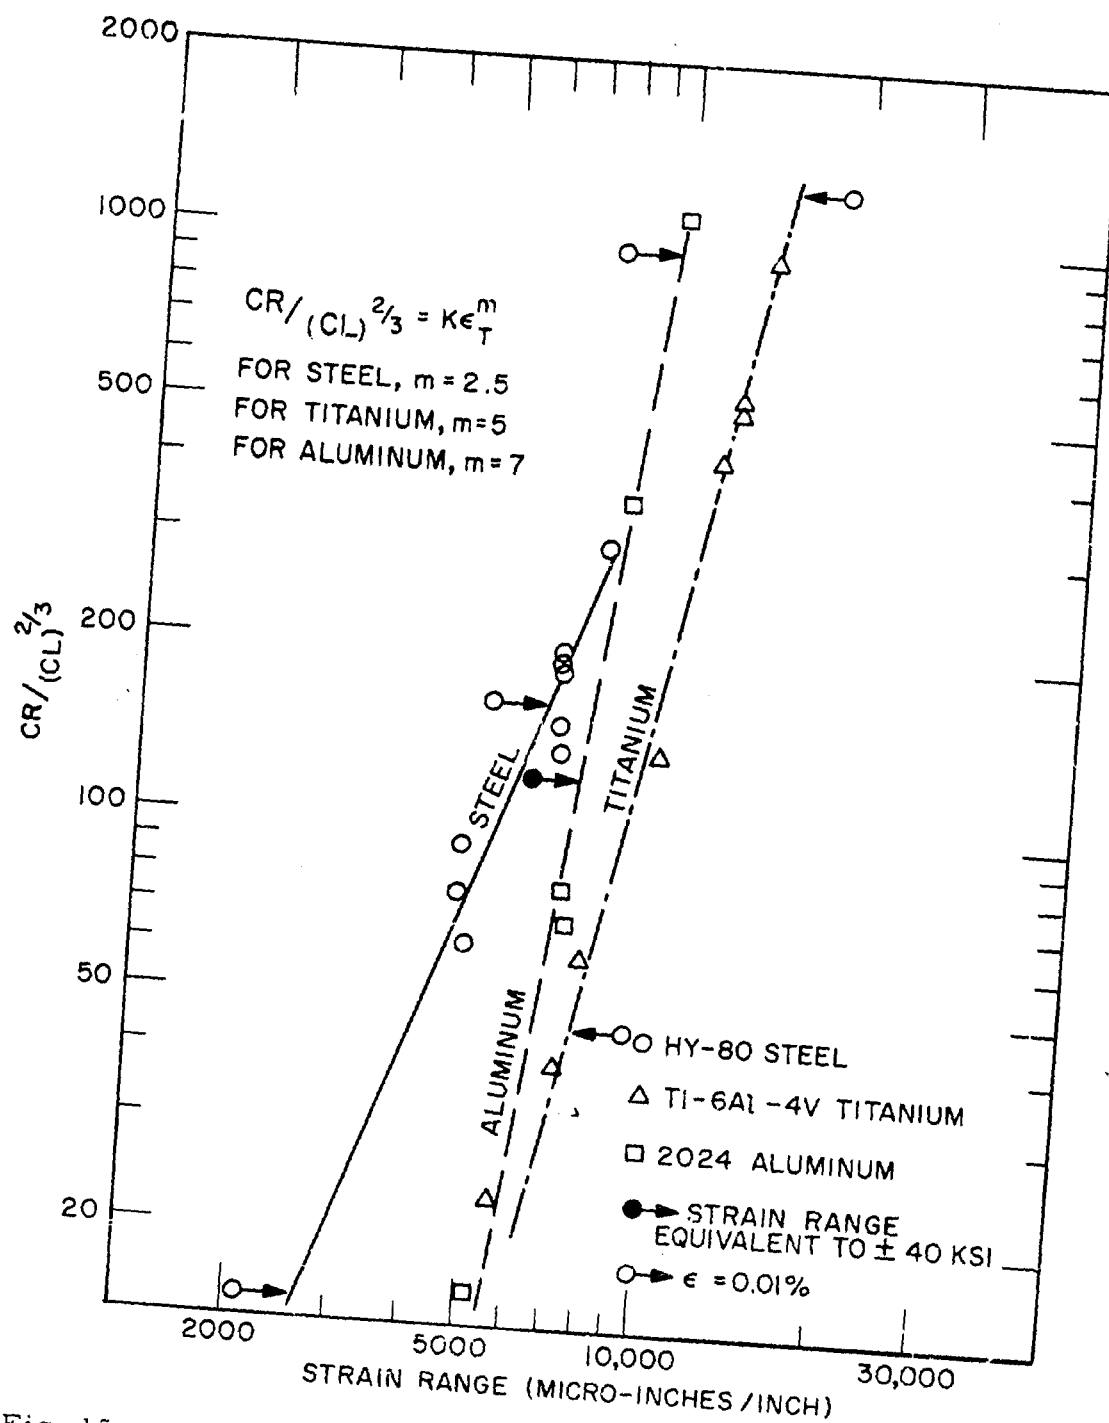 2000
1000
500
200
100
50
20
CR/(CL)^2/3
CR/(CL)^2/3 = Kϵ_T^m
FOR STEEL, m = 2.5
FOR TITANIUM, m=5
FOR ALUMINUM, m= 7
STEEL
ALUMINUM
TITANIUM
HY-80 STEEL
Ti-6Al-4V TITANIUM
2024 ALUMINUM
STRAIN RANGE
EQUIVALENT TO ± 40 KSI
ϵ = 0.01%
2000
5000
10,000
30,000
STRAIN RANGE (MICRO-INCHES/INCH)